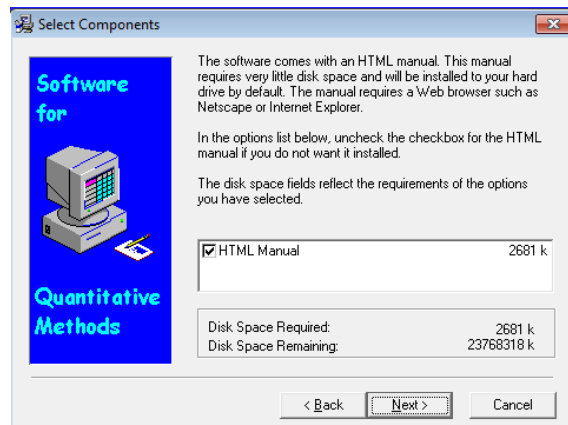 Select Components
Software
for
Quantitative
Methods
The software comes with an HTML manual. This manual
requires very little disk space and will be installed to your hard
drive by default. The manual requires a Web browser such as
Netscape or Internet Explorer.
In the options list below, uncheck the checkbox for the HTML
manual if you do not want it installed.
The disk space fields reflect the requirements of the options
you have selected.
HTML Manual 2681 k
Disk Space Required: 2681 k
Disk Space Remaining: 23768318 k
< Back Next > Cancel